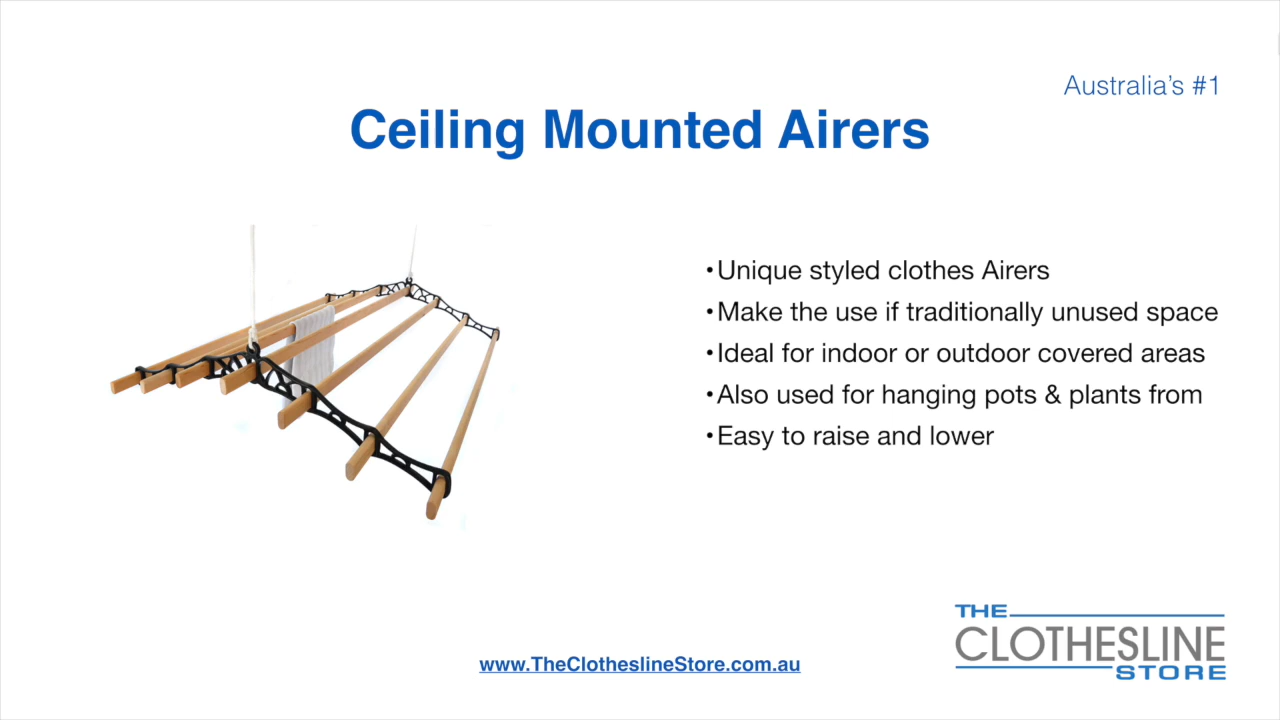 Australia's #1
Ceiling Mounted Airers
•Unique styled clothes Airers
•Make the use if traditionally unused space
•Ideal for indoor or outdoor covered areas
•Also used for hanging pots & plants from
•Easy to raise and lower
www.TheClotheslineStore.com.au
THE
CLOTHESLINE
STORE